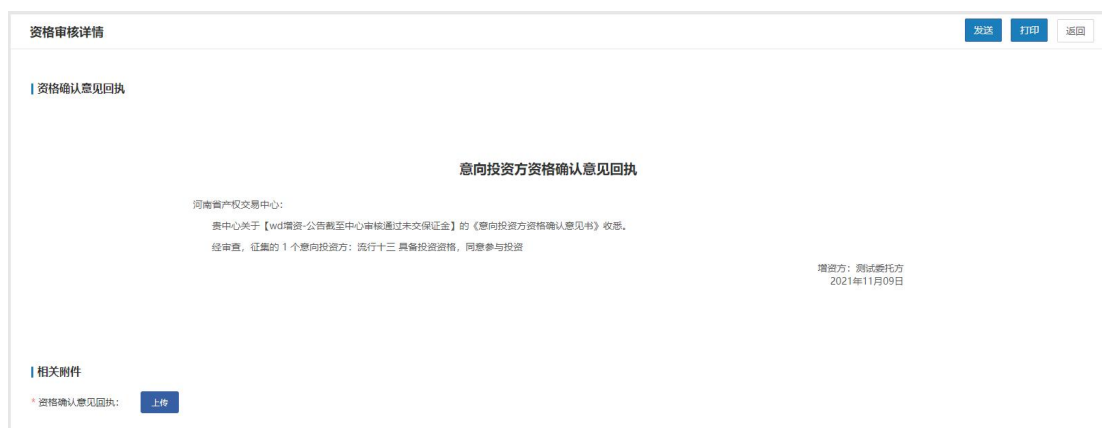 资格审核详情
发送 打印 返回
资格确认意见回执
意向投资方资格确认意见回执
河南省产权交易中心：
贵中心关于【wd增资-公告截至中心审核通过未交保证金】的《意向投资方资格确认意见书》收悉。
经审查，征集的 1 个意向投资方：流行十三 具备投资资格，同意参与投资
增资方：测试委托方
2021年11月09日
相关附件
* 资格确认意见回执： 上传